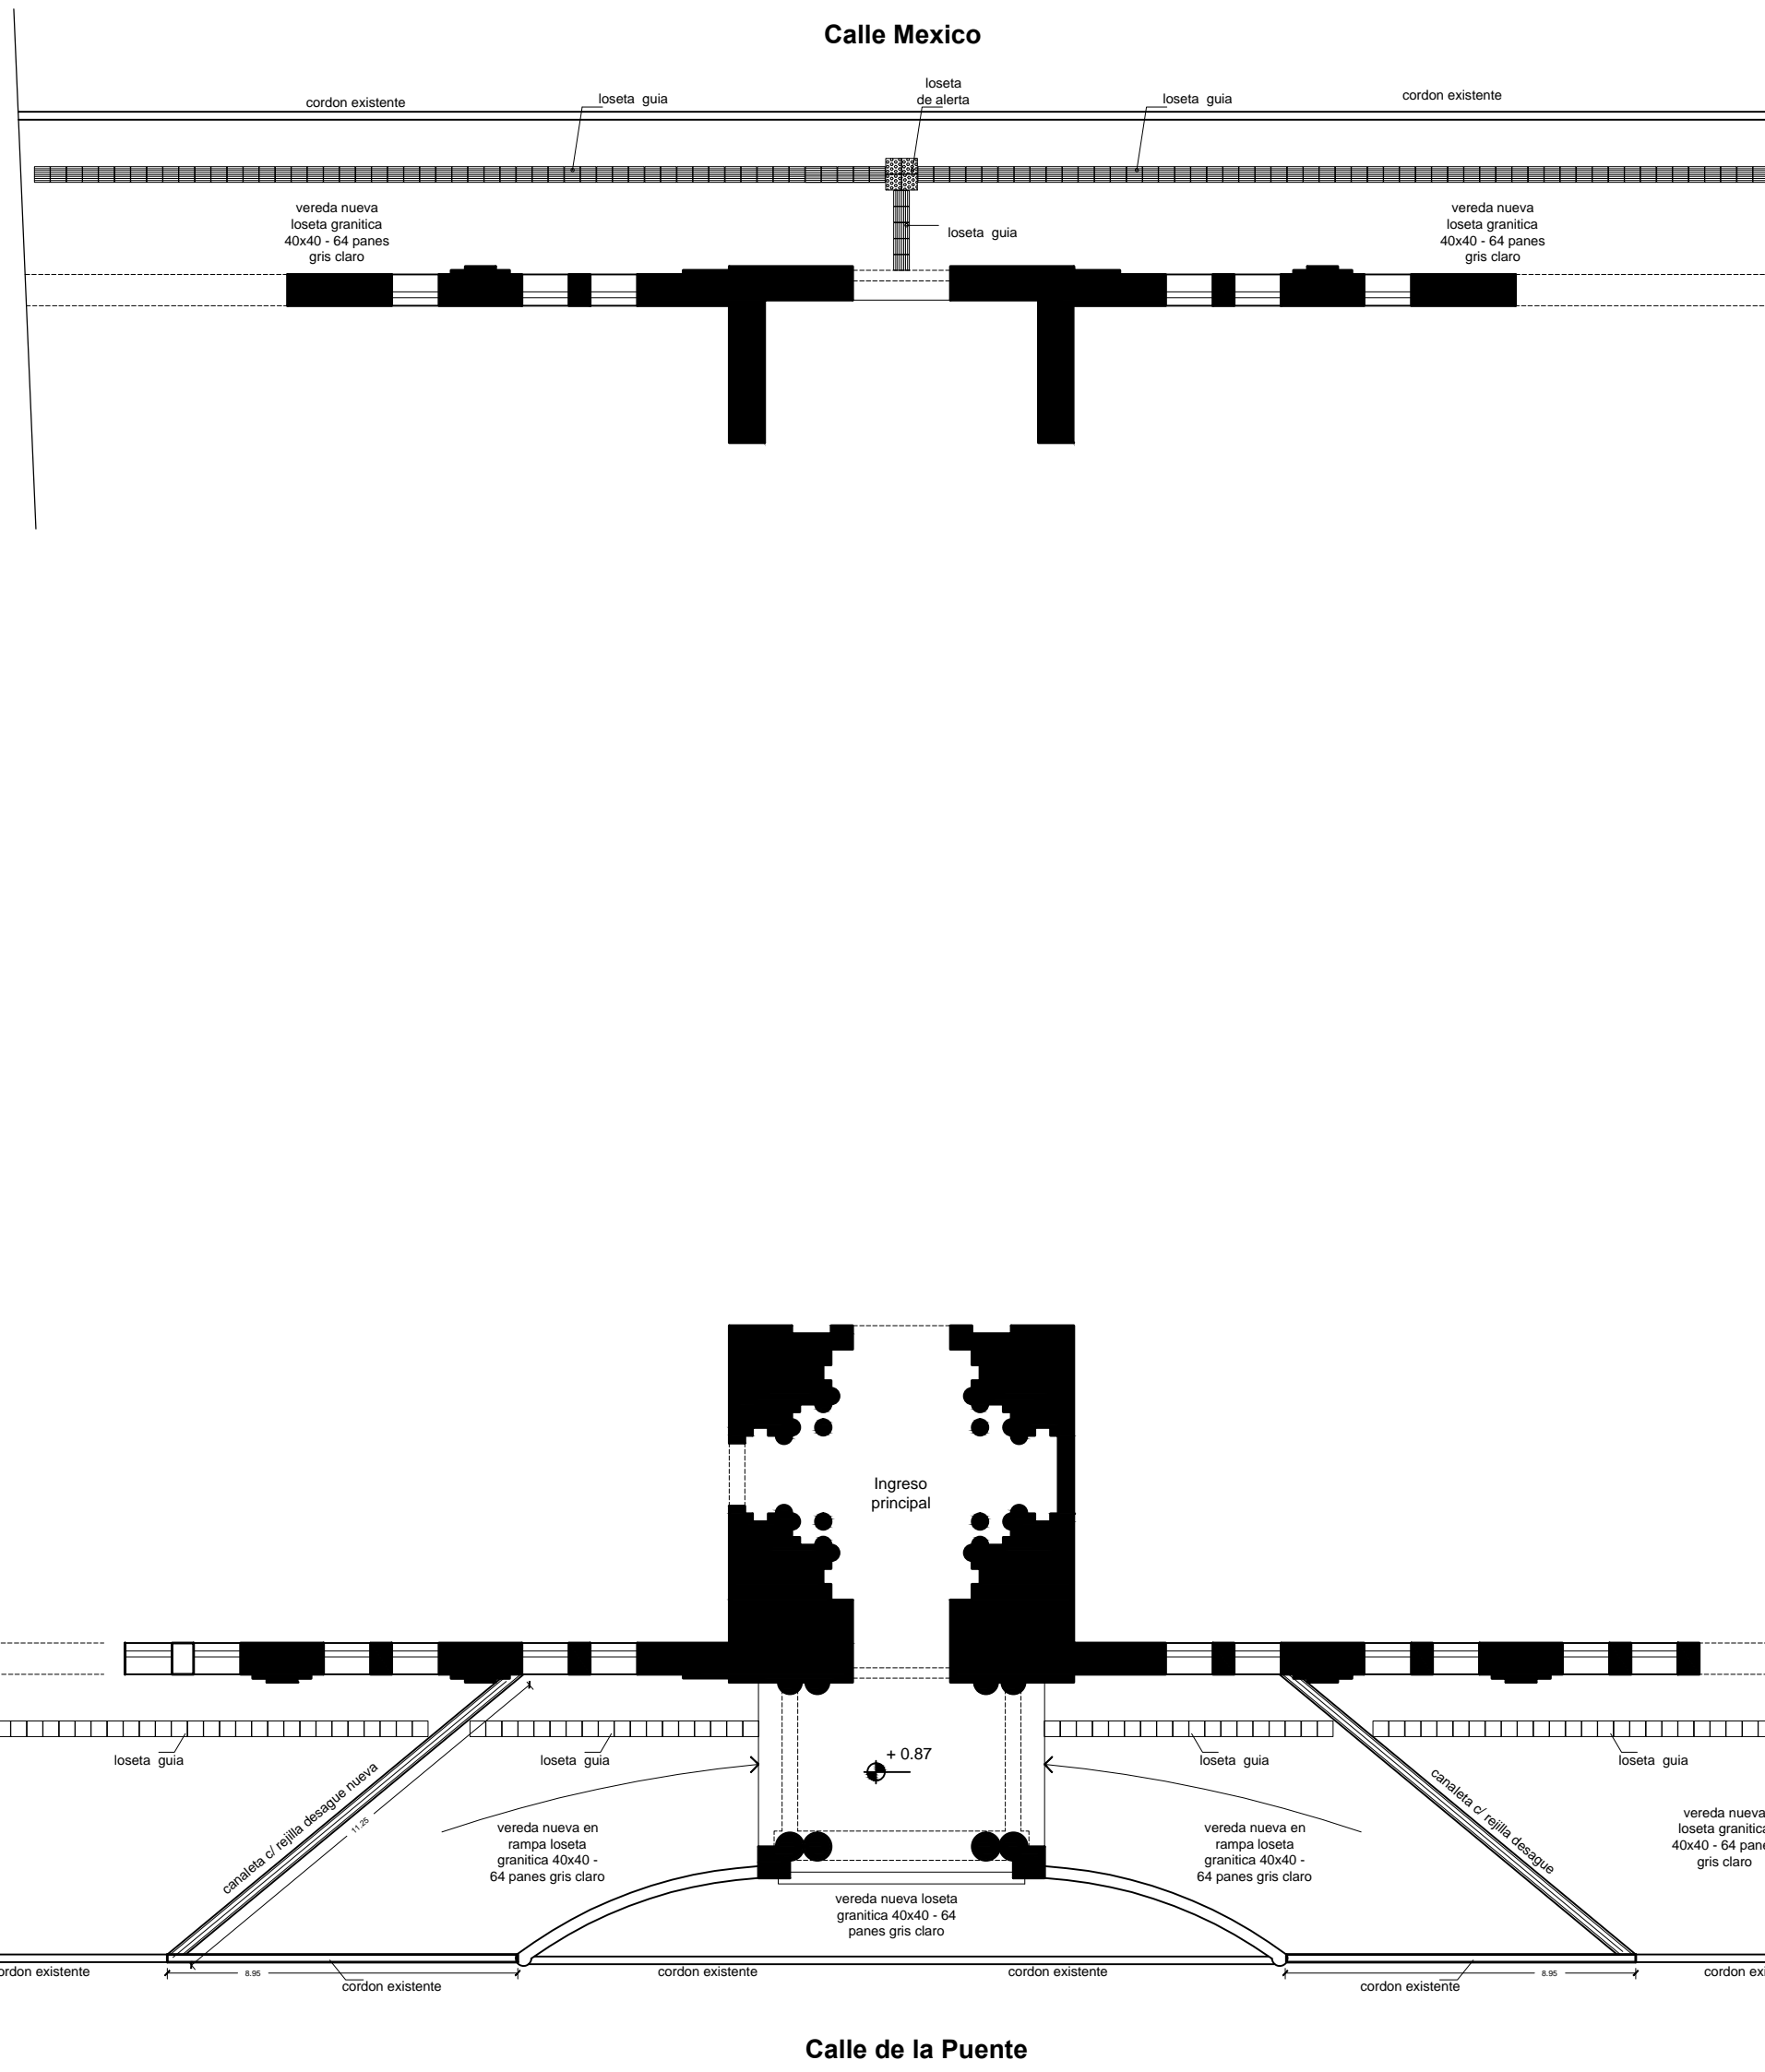 Calle Mexico
cordon existente
loseta guia
loseta
de alerta
loseta guia
cordon existente
vereda nueva
loseta granitica
40x40 - 64 panes
gris claro
loseta guia
vereda nueva
loseta granitica
40x40 - 64 panes
gris claro
Ingreso
principal
loseta guia
loseta guia
+ 0.87
loseta guia
loseta guia
canaleta c/ rejilla desague nueva
11.25
vereda nueva en
rampa loseta
granitica 40x40 -
64 panes gris claro
vereda nueva en
rampa loseta
granitica 40x40 -
64 panes gris claro
canaleta c/ rejilla desague
vereda nueva
loseta granitica
40x40 - 64 pane
gris claro
vereda nueva loseta
granitica 40x40 - 64
panes gris claro
ordon existente
8.95
cordon existente
cordon existente
cordon existente
cordon existente
8.95
cordon exi
Calle de la Puente